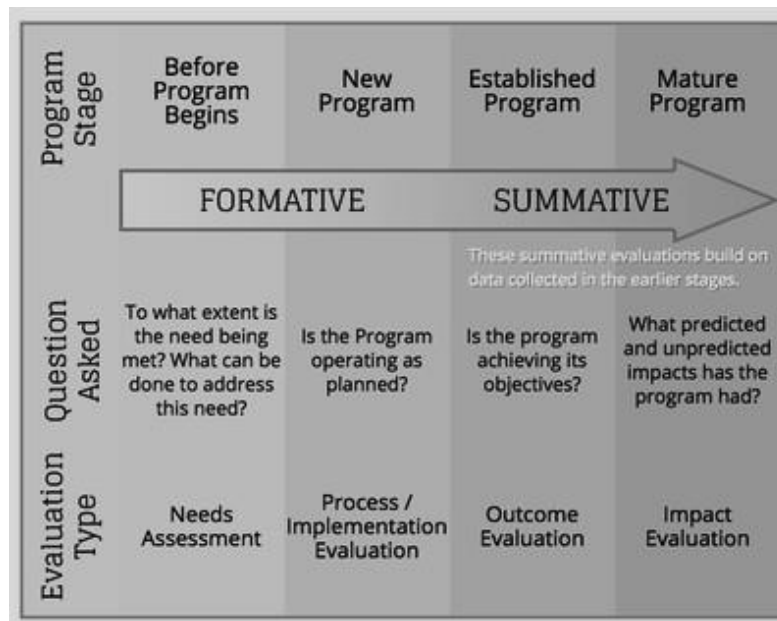 Program
Stage
Before
Program
Begins
New
Program
Established
Program
Mature
Program
FORMATIVE
SUMMATIVE
These summative evaluations build on
data collected in the earlier stages.
Question
Asked
To what extent is
the need being
met? What can be
done to address
this need?
Is the Program
operating as
planned?
Is the program
achieving its
objectives?
What predicted
and unpredicted
impacts has the
program had?
Evaluation
Type
Needs
Assessment
Process /
Implementation
Evaluation
Outcome
Evaluation
Impact
Evaluation